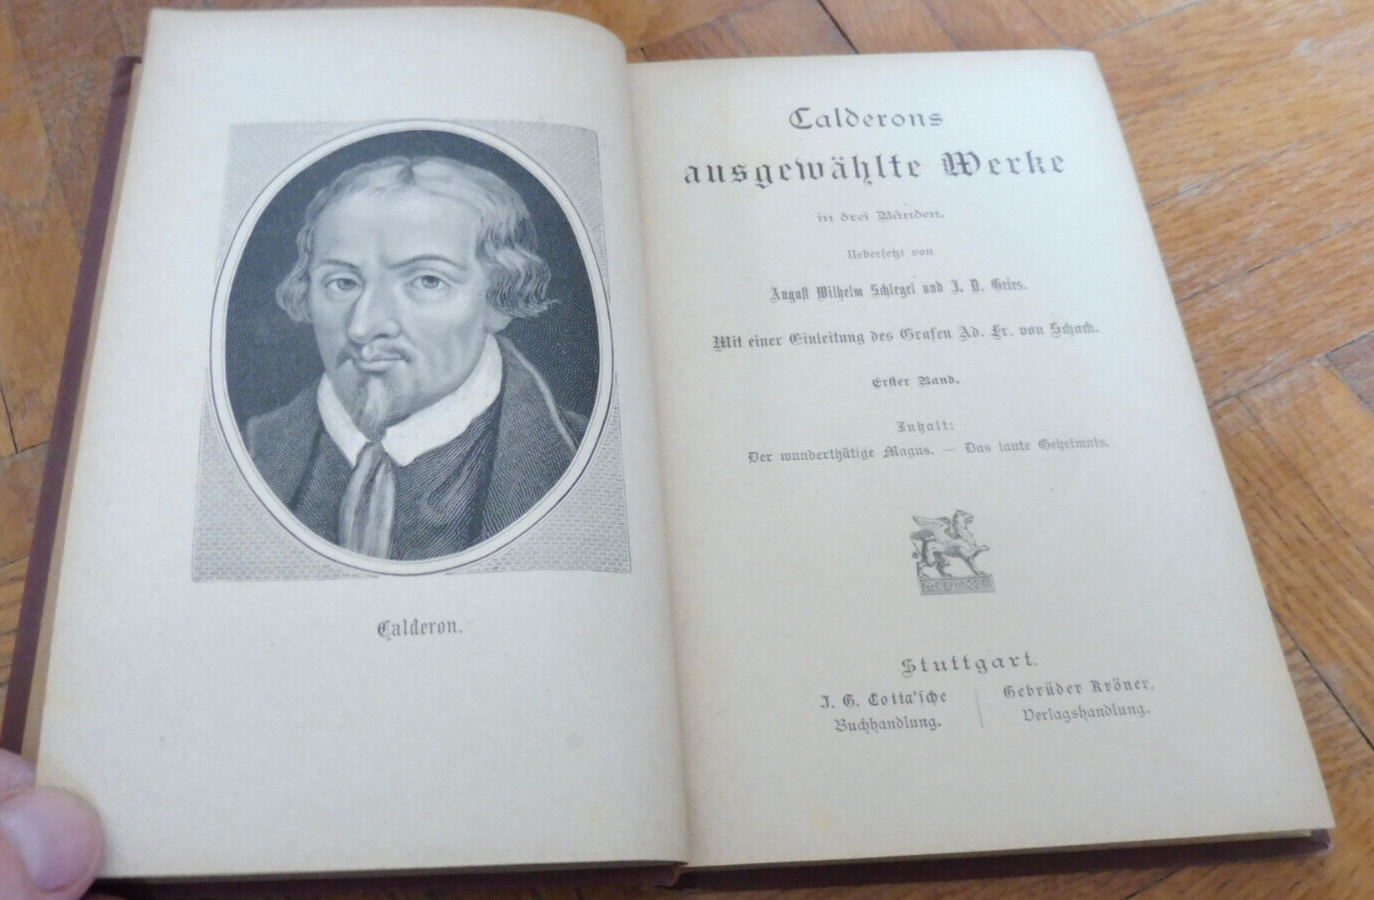 Calderon.
Calderons
ausgewählte Werke
in drei Bänden.
Uebersetzt von
August Wilhelm Schlegel und J. D. Gries.
Mit einer Einleitung des Grafen Ad. Fr. von Schack.
Erster Band.
Inhalt:
Der wunderthätige Magus. — Das laute Geheimnis.
Stuttgart.
J. G. Cotta'sche
Buchhandlung.
Gebrüder Kröner,
Verlagshandlung.